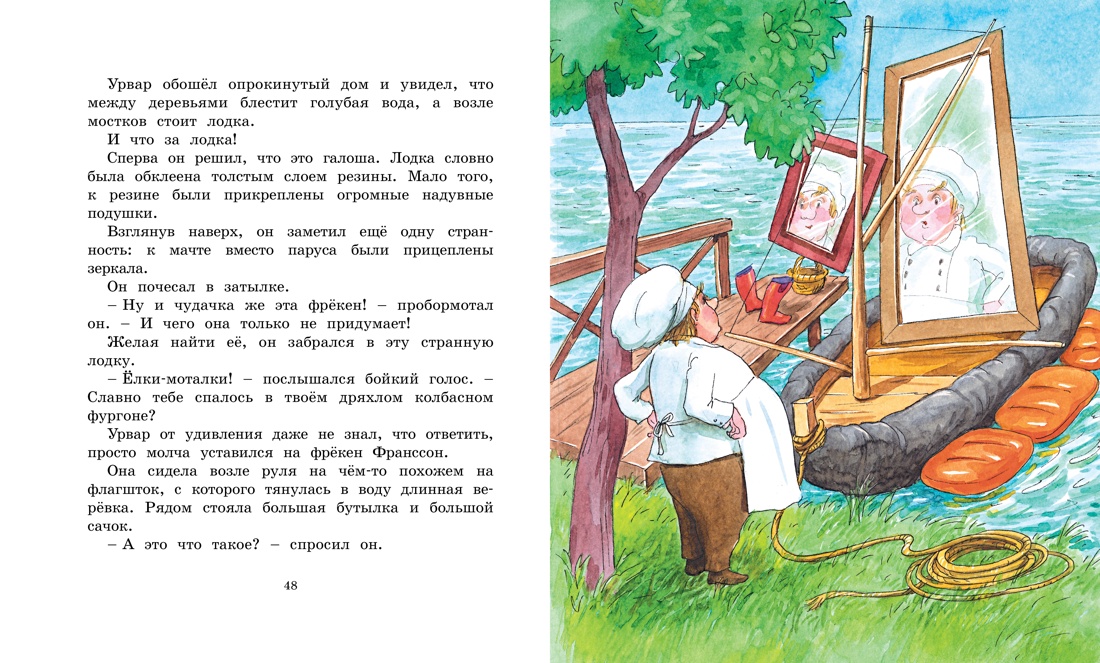 Урвар обошёл опрокинутый дом и увидел, что
между деревьями блестит голубая вода, а возле
мостков стоит лодка.
И что за лодка!
Сперва он решил, что это галоша. Лодка словно
была обклеена толстым слоем резины. Мало того,
к резине были прикреплены огромные надувные
подушки.
Взглянув наверх, он заметил ещё одну стран-
ность: к мачте вместо паруса были прицеплены
зеркала.
Он почесал в затылке.
– Ну и чудачка же эта фрёкен! – пробормотал
он. – И чего она только не придумает!
Желая найти её, он забрался в эту странную
лодку.
– Ёлки-моталки! – послышался бойкий голос. –
Славно тебе спалось в твоём дряхлом колбасном
фургоне?
Урвар от удивления даже не знал, что ответить,
просто молча уставился на фрёкен Франссон.
Она сидела возле руля на чём-то похожем на
флагшток, с которого тянулась в воду длинная ве-
рёвка. Рядом стояла большая бутылка и большой
сачок.
– А это что такое? – спросил он.
48